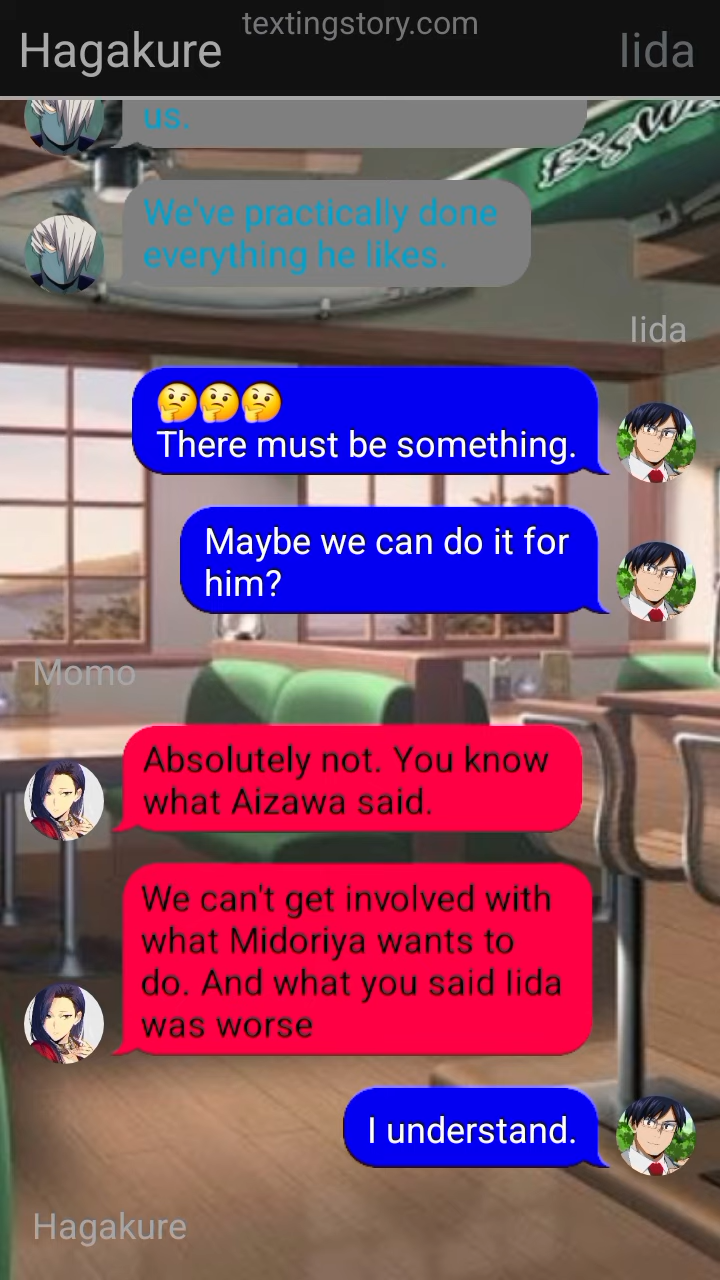 textingstory.com
Hagakure
Iida
us.
We've practically done
everything he likes.
Iida
🤔🤔🤔
There must be something.
Maybe we can do it for
him?
Momo
Absolutely not. You know
what Aizawa said.
We can't get involved with
what Midoriya wants to
do. And what you said Iida
was worse
I understand.
Hagakure